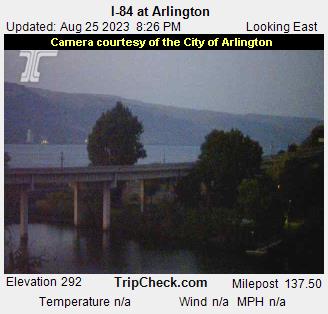 I-84 at Arlington
Updated: Aug 25 2023 8:26 PM Looking East
Camera courtesy of the City of Arlington
Elevation 292 TripCheck.com Milepost 137.50
Temperature n/a Wind n/a MPH n/a